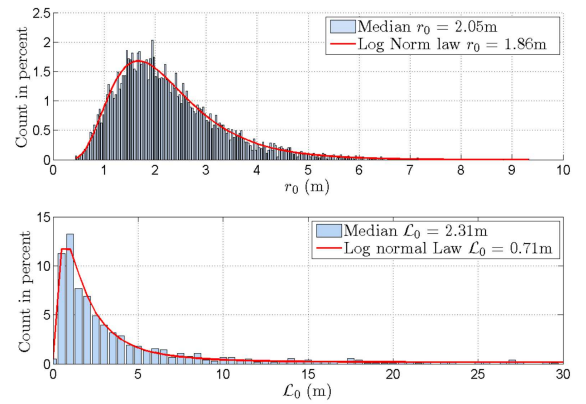 2.5
2
1.5
1
0.5
0
Count in percent
Median r₀ = 2.05m
Log Norm law r₀ = 1.86m
0 1 2 3 4 5 6 7 8 9 10
r₀ (m)
15
10
5
0
Count in percent
Median ℒ₀ = 2.31m
Log normal Law ℒ₀ = 0.71m
0 5 10 15 20 25 30
ℒ₀ (m)